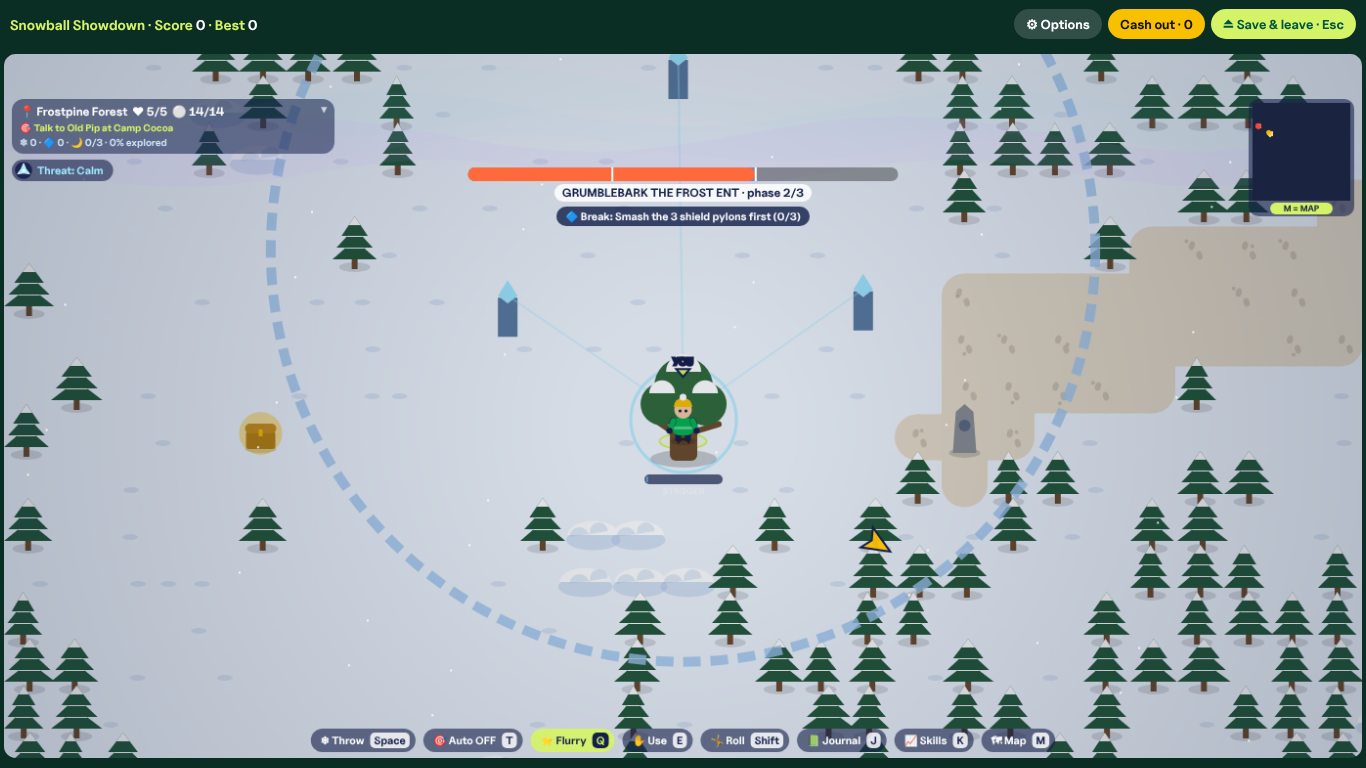 Snowball Showdown · Score 0 · Best 0
⚙ Options
Cash out · 0
⏏ Save & leave · Esc
📍 Frostpine Forest ♥ 5/5 ⚪ 14/14 ▼
🎯 Talk to Old Pip at Camp Cocoa
❄ 0 · 🔷 0 · 🌙 0/3 · 0% explored
Threat: Calm
GRUMBLEBARK THE FROST ENT · phase 2/3
🔷 Break: Smash the 3 shield pylons first (0/3)
M = MAP
YOU
❄ Throw Space
🎯 Auto OFF T
⭐ Flurry Q
✋ Use E
🤸 Roll Shift
📗 Journal J
📈 Skills K
🗺 Map M